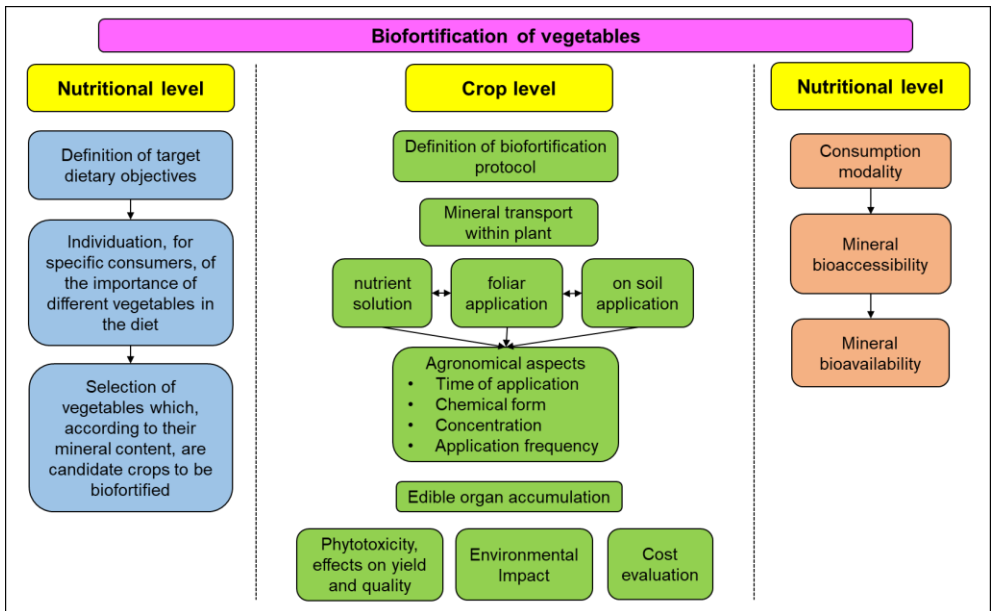 Biofortification of vegetables
Nutritional level
Definition of target
dietary objectives
Individuation, for
specific consumers, of
the importance of
different vegetables in
the diet
Selection of
vegetables which,
according to their
mineral content, are
candidate crops to be
biofortified
Crop level
Definition of biofortification
protocol
Mineral transport
within plant
nutrient
solution
foliar
application
on soil
application
Agronomical aspects
• Time of application
• Chemical form
• Concentration
• Application frequency
Edible organ accumulation
Phytotoxicity,
effects on yield
and quality
Environmental
Impact
Cost
evaluation
Nutritional level
Consumption
modality
Mineral
bioaccessibility
Mineral
bioavailability